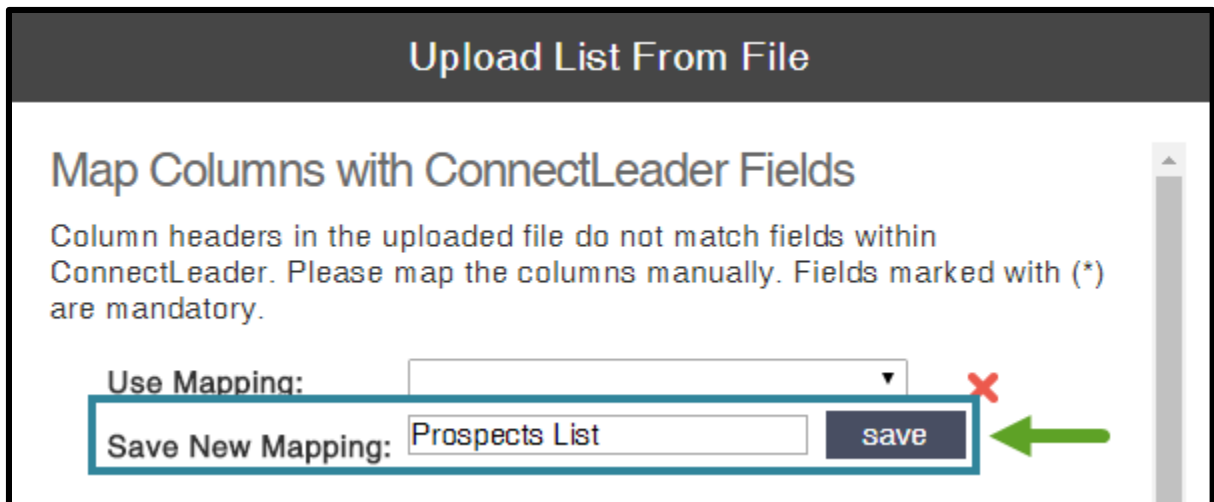 Upload List From File
Map Columns with ConnectLeader Fields
Column headers in the uploaded file do not match fields within
ConnectLeader. Please map the columns manually. Fields marked with (*)
are mandatory.
Use Mapping:
Save New Mapping: Prospects List save